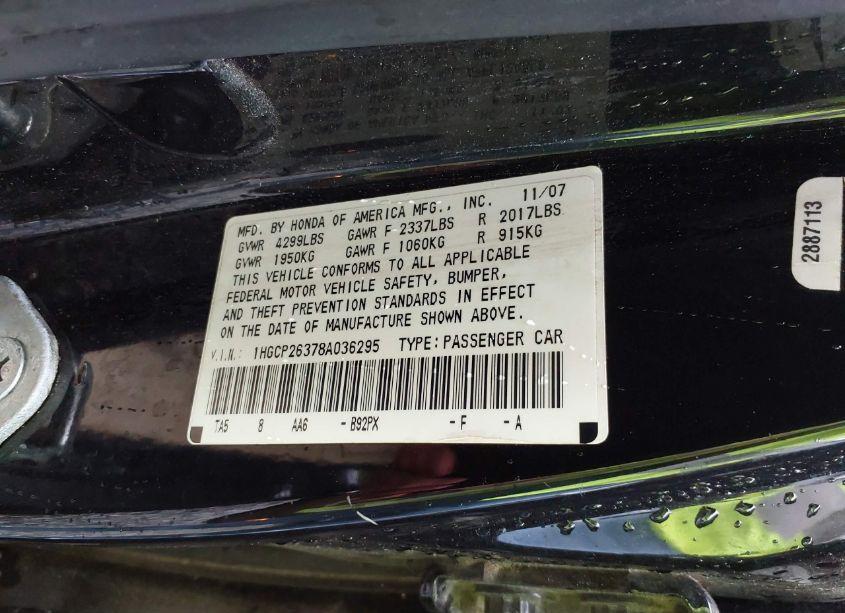 MFD. BY HONDA OF AMERICA MFG., INC. 11/07
GVWR 4299LBS GAWR F 2337LBS R 2017LBS
GVWR 1950KG GAWR F 1060KG R 915KG
THIS VEHICLE CONFORMS TO ALL APPLICABLE
FEDERAL MOTOR VEHICLE SAFETY, BUMPER,
AND THEFT PREVENTION STANDARDS IN EFFECT
ON THE DATE OF MANUFACTURE SHOWN ABOVE.
V.I.N.: 1HGCP26378A036295 TYPE:PASSENGER CAR
TA5 8 AA6 -B92PX -F -A
2887113